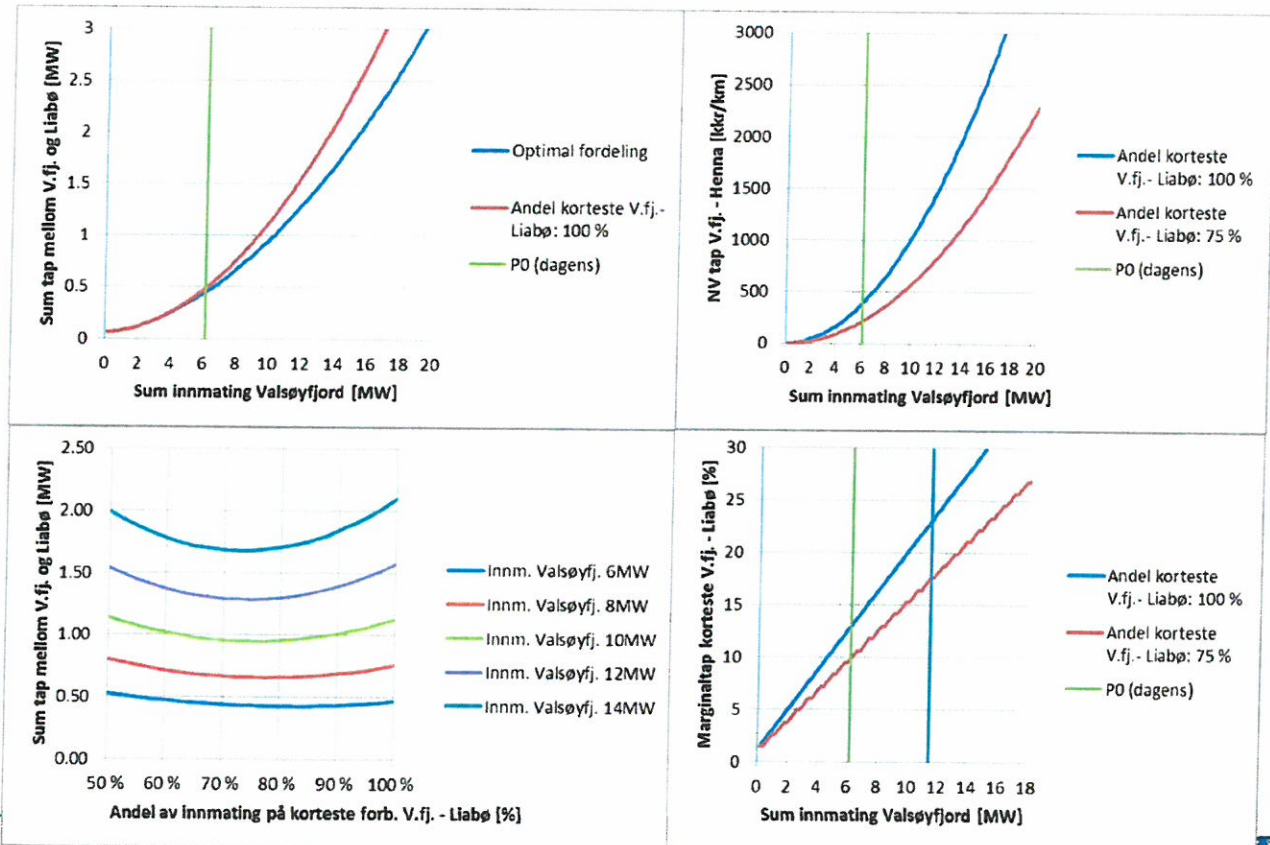 Sum tap mellom V.fj. og Liabø [MW]
3
2.5
2
1.5
1
0.5
0
0 2 4 6 8 10 12 14 16 18 20
Sum innmating Valsøyfjord [MW]
Optimal fordeling
Andel korteste V.fj.-
Liabø: 100 %
P0 (dagens)
NV tap V.fj. - Henna [kkr/km]
3000
2500
2000
1500
1000
500
0
0 2 4 6 8 10 12 14 16 18 20
Sum innmating Valsøyfjord [MW]
Andel korteste
V.fj.- Liabø: 100 %
Andel korteste
V.fj.- Liabø: 75 %
P0 (dagens)
Sum tap mellom V.fj. og Liabø [MW]
2.50
2.00
1.50
1.00
0.50
0.00
50 % 60 % 70 % 80 % 90 % 100 %
Andel av innmating på korteste forb. V.fj. - Liabø [%]
Innm. Valsøyfj. 6MW
Innm. Valsøyfj. 8MW
Innm. Valsøyfj. 10MW
Innm. Valsøyfj. 12MW
Innm. Valsøyfj. 14MW
Marginaltap korteste V.fj. - Liabø [%]
30
25
20
15
10
5
0
0 2 4 6 8 10 12 14 16 18
Sum innmating Valsøyfjord [MW]
Andel korteste
V.fj.- Liabø: 100 %
Andel korteste
V.fj.- Liabø: 75 %
P0 (dagens)